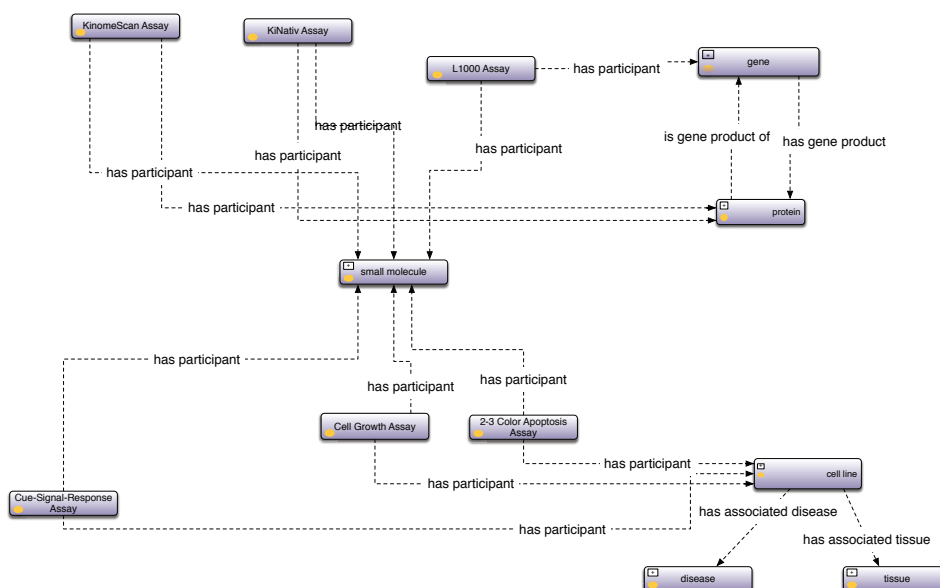 KinomeScan Assay
KiNativ Assay
L1000 Assay
has participant
gene
has participant
is gene product of
has gene product
has participant
has participant
has participant
has participant
protein
small molecule
has participant
has participant
has participant
Cell Growth Assay
2-3 Color Apoptosis
Assay
has participant
cell line
has participant
Cue-Signal-Response
Assay
has associated disease
has participant
has associated tissue
disease
tissue